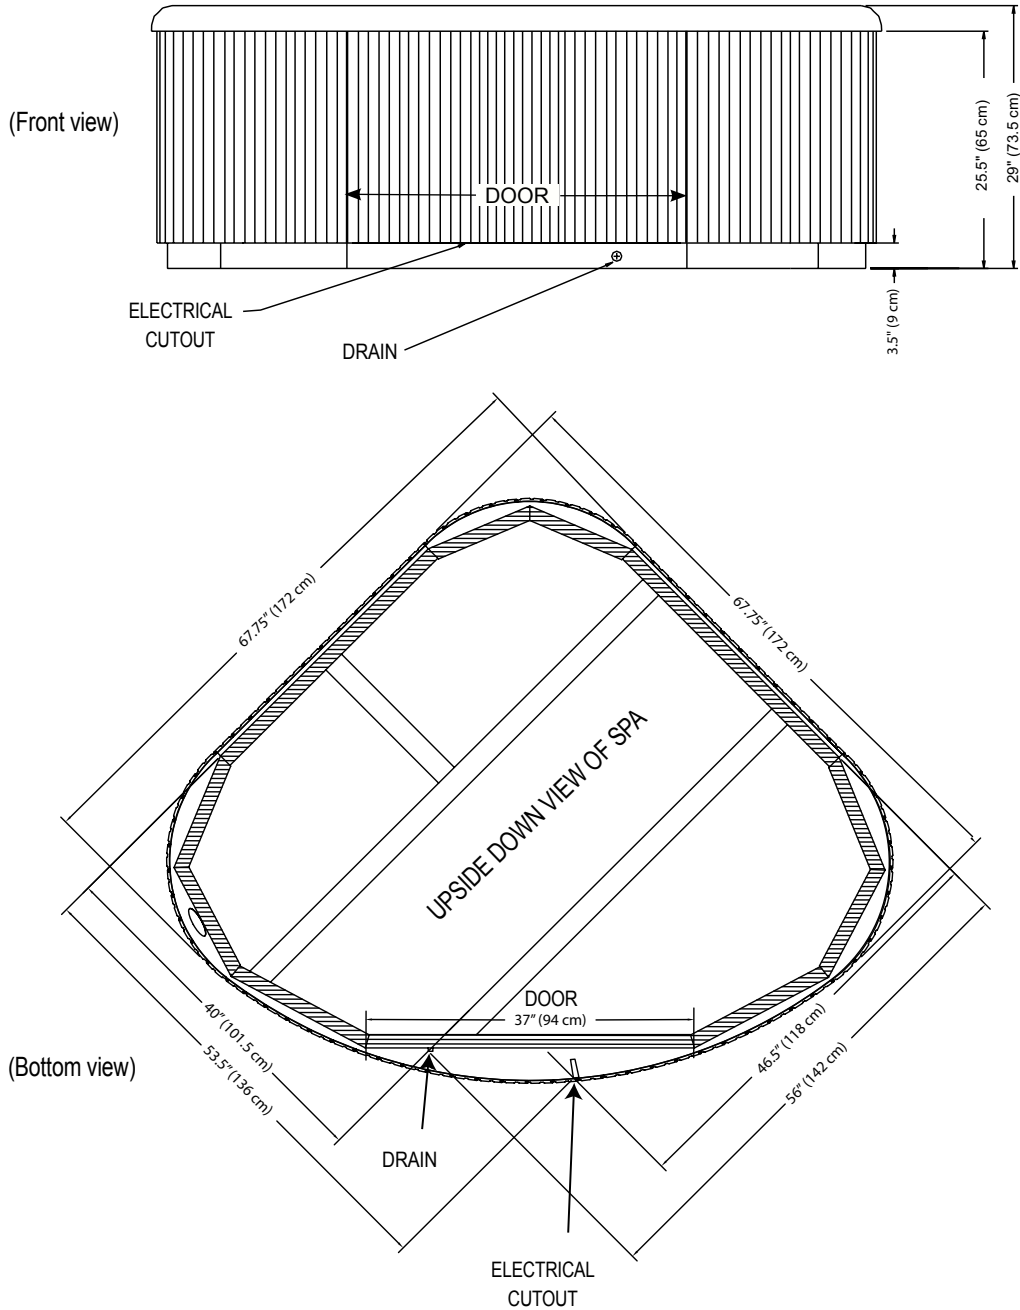 (Front view)
DOOR
25.5" (65 cm)
29" (73.5 cm)
3.5" (9 cm)
ELECTRICAL
CUTOUT
DRAIN
67.75” (172 cm)
67.75” (172 cm)
UPSIDE DOWN VIEW OF SPA
DOOR
37” (94 cm)
40” (101.5 cm)
53.5” (136 cm)
46.5” (118 cm)
56” (142 cm)
(Bottom view)
DRAIN
ELECTRICAL
CUTOUT